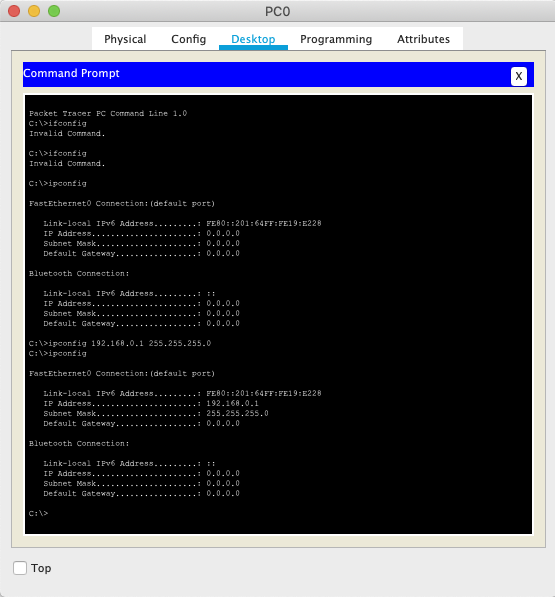 PC0
Physical Config Desktop Programming Attributes
Command Prompt
X
Packet Tracer PC Command Line 1.0
C:\>ifconfig
Invalid Command.
C:\>ifconfig
Invalid Command.
C:\>ipconfig
FastEthernet0 Connection:(default port)
Link-local IPv6 Address.........: FE80::201:64FF:FE19:E228
IP Address......................: 0.0.0.0
Subnet Mask.....................: 0.0.0.0
Default Gateway.................: 0.0.0.0
Bluetooth Connection:
Link-local IPv6 Address.........: ::
IP Address......................: 0.0.0.0
Subnet Mask.....................: 0.0.0.0
Default Gateway.................: 0.0.0.0
C:\>ipconfig 192.168.0.1 255.255.255.0
C:\>ipconfig
FastEthernet0 Connection:(default port)
Link-local IPv6 Address.........: FE80::201:64FF:FE19:E228
IP Address......................: 192.168.0.1
Subnet Mask.....................: 255.255.255.0
Default Gateway.................: 0.0.0.0
Bluetooth Connection:
Link-local IPv6 Address.........: ::
IP Address......................: 0.0.0.0
Subnet Mask.....................: 0.0.0.0
Default Gateway.................: 0.0.0.0
C:\>
Top